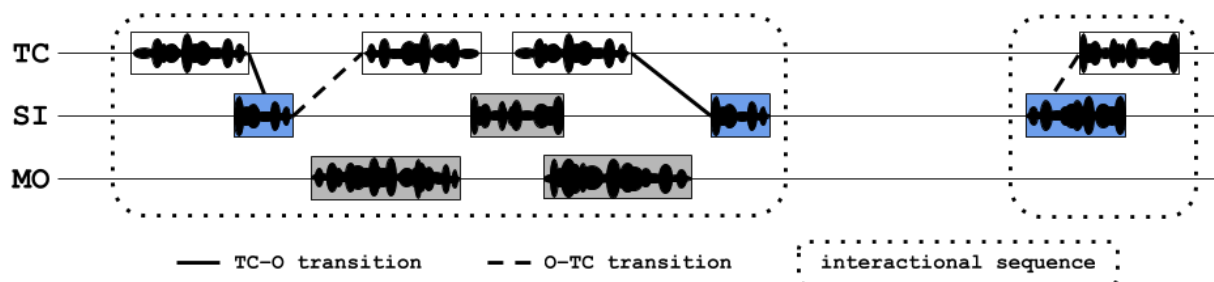 TC
SI
MO
TC-O transition
O-TC transition
interactional sequence